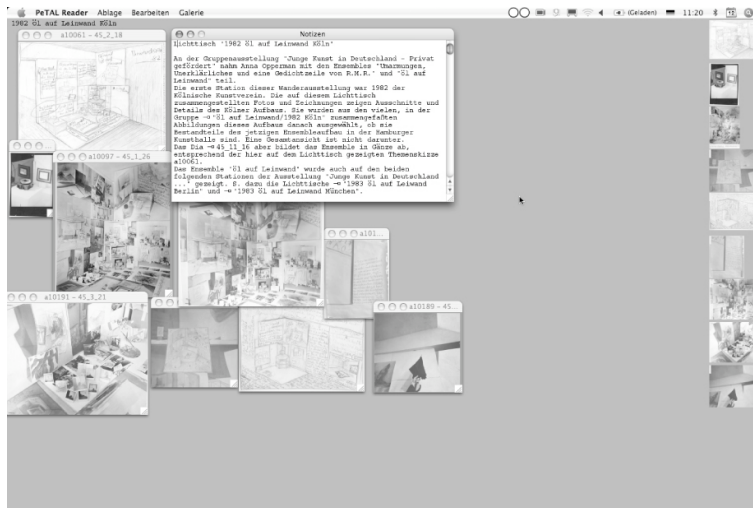 PeTAL Reader Ablage Bearbeiten Galerie
(Geladen) 11:20
1982 Öl auf Leinwand Köln
a10061 - 45_2_18
Notizen
Lichttisch "1982 Öl auf Leinwand Köln"
An der Gruppenausstellung "Junge Kunst in Deutschland - Privat
gefördert" nahm Anna Opperman mit den Ensembles "Umarmungen,
Unerklärliches und eine Gedichtzeile von R.M.R." und "Öl auf
Leinwand" teil.
Die erste Station dieser Wanderausstellung war 1982 der
Kölnische Kunstverein. Die auf diesem Lichttisch
zusammengestellten Fotos und Zeichnungen zeigen Ausschnitte und
Details des Kölner Aufbaus. Sie wurden aus den vielen, in der
Gruppe "Öl auf Leinwand/1982 Köln" zusammengefaßten
Abbildungen dieses Aufbaus danach ausgewählt, ob sie
Bestandteile des jetzigen Ensembleaufbau in der Hamburger
Kunsthalle sind. Eine Gesamtansicht ist nicht darunter.
Das Dia 45_11_16 aber bildet das Ensemble in Gänze ab,
entsprechend der hier auf dem Lichttisch gezeigten Themenskizze
a10061.
Das Ensemble "Öl auf Leinwand" wurde auch auf den beiden
folgenden Stationen der Ausstellung "Junge Kunst in Deutschland
..." gezeigt. S. dazu die Lichttische "1983 Öl auf Leiwand
Berlin" und "1983 Öl auf Leinwand München".
a10097 - 45_1_26
a101...
a10191 - 45_3_21
a10189 - 45...